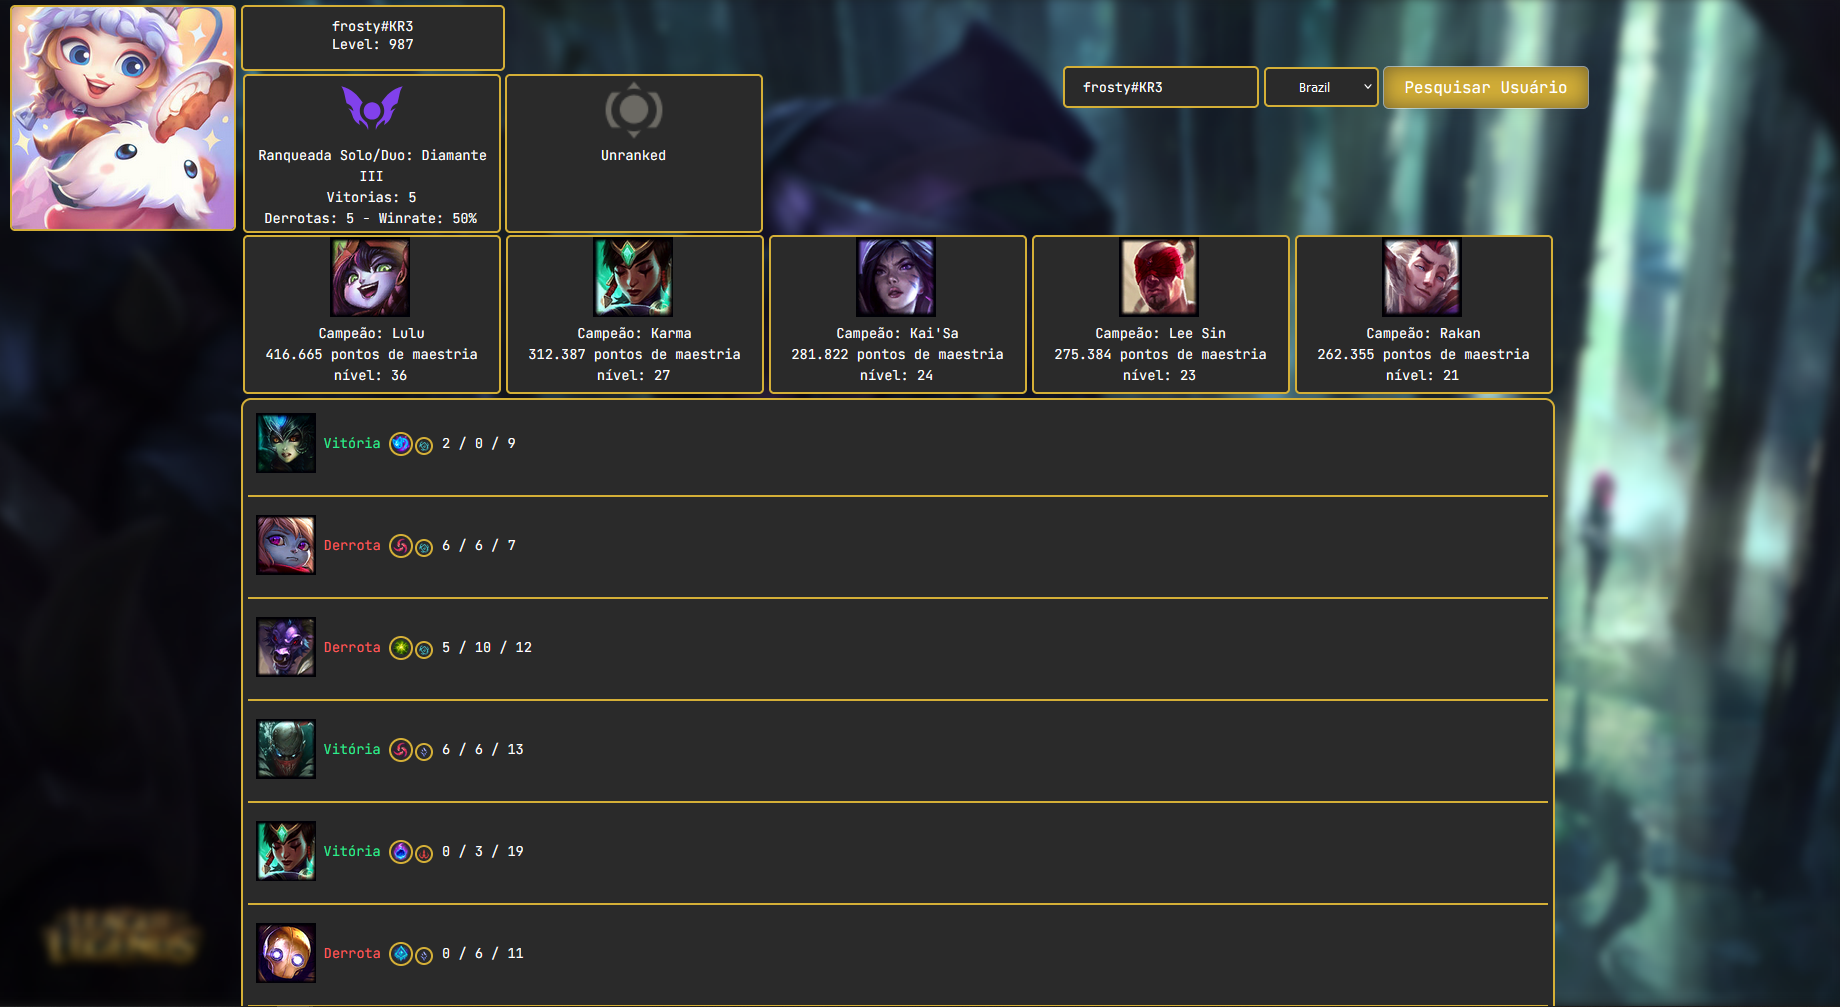 frosty#KR3
Level: 987
frosty#KR3
Brazil
Pesquisar Usuário
Ranqueada Solo/Duo: Diamante
III
Vitorias: 5
Derrotas: 5 - Winrate: 50%
Unranked
Campeão: Lulu
416.665 pontos de maestria
nível: 36
Campeão: Karma
312.387 pontos de maestria
nível: 27
Campeão: Kai'Sa
281.822 pontos de maestria
nível: 24
Campeão: Lee Sin
275.384 pontos de maestria
nível: 23
Campeão: Rakan
262.355 pontos de maestria
nível: 21
Vitória 2 / 0 / 9
Derrota 6 / 6 / 7
Derrota 5 / 10 / 12
Vitória 6 / 6 / 13
Vitória 0 / 3 / 19
Derrota 0 / 6 / 11
LEAGUE OF
LEGENDS